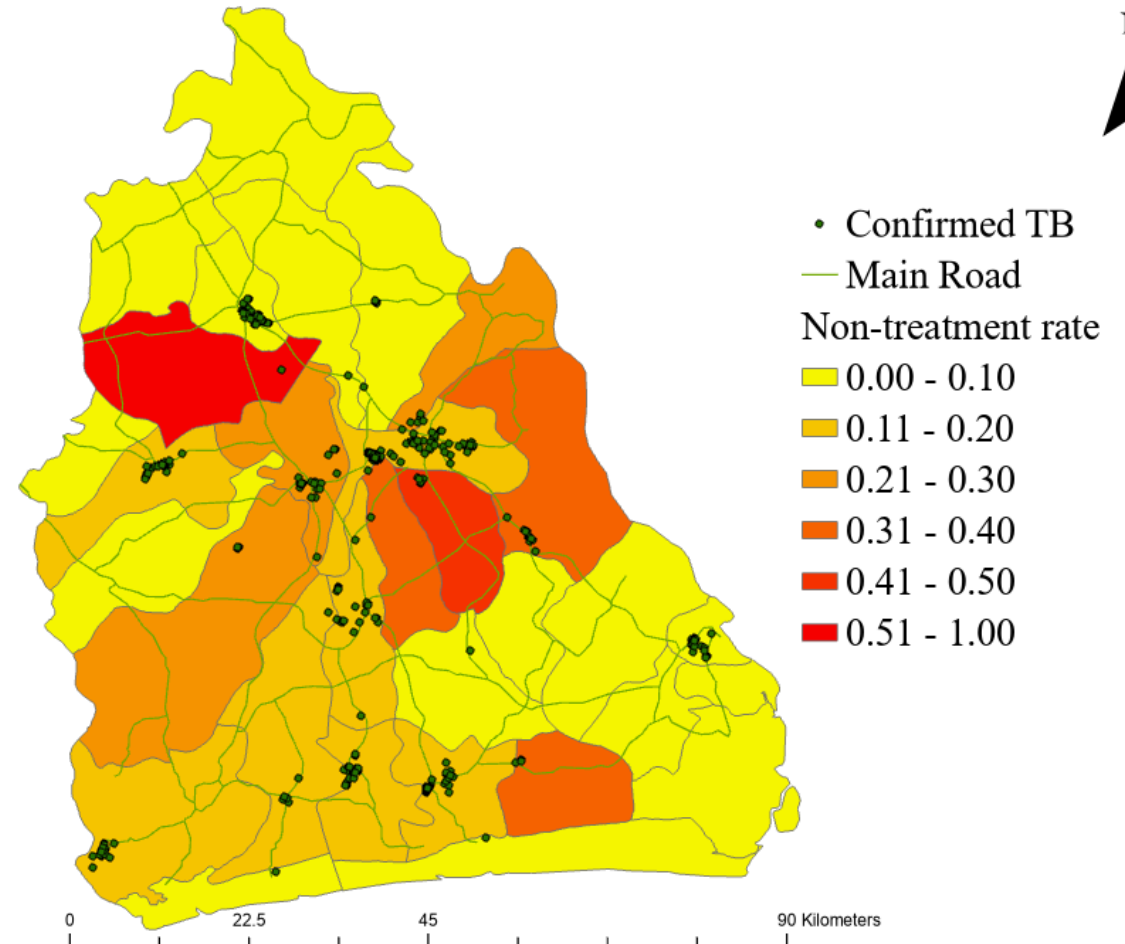 Confirmed TB
Main Road
Non-treatment rate
0.00 - 0.10
0.11 - 0.20
0.21 - 0.30
0.31 - 0.40
0.41 - 0.50
0.51 - 1.00
0 22.5 45 90 Kilometers